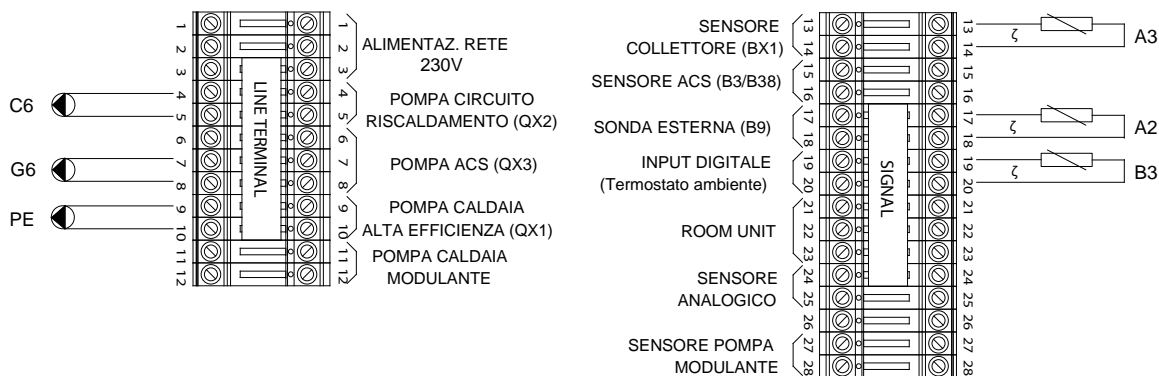 1
2
3
4
5
6
7
8
9
10
11
12
C6
G6
PE
LINE TERMINAL
1
2
3
4
5
6
7
8
9
10
11
12
ALIMENTAZ. RETE
230V
POMPA CIRCUITO
RISCALDAMENTO (QX2)
POMPA ACS (QX3)
POMPA CALDAIA
ALTA EFFICIENZA (QX1)
POMPA CALDAIA
MODULANTE
SENSORE
COLLETTORE (BX1)
SENSORE ACS (B3/B38)
SONDA ESTERNA (B9)
INPUT DIGITALE
(Termostato ambiente)
ROOM UNIT
SENSORE
ANALOGICO
SENSORE POMPA
MODULANTE
13
14
15
16
17
18
19
20
21
22
23
24
25
26
27
28
SIGNAL
13
14
15
16
17
18
19
20
21
22
23
24
25
26
27
28
ζ
A3
ζ
A2
ζ
B3